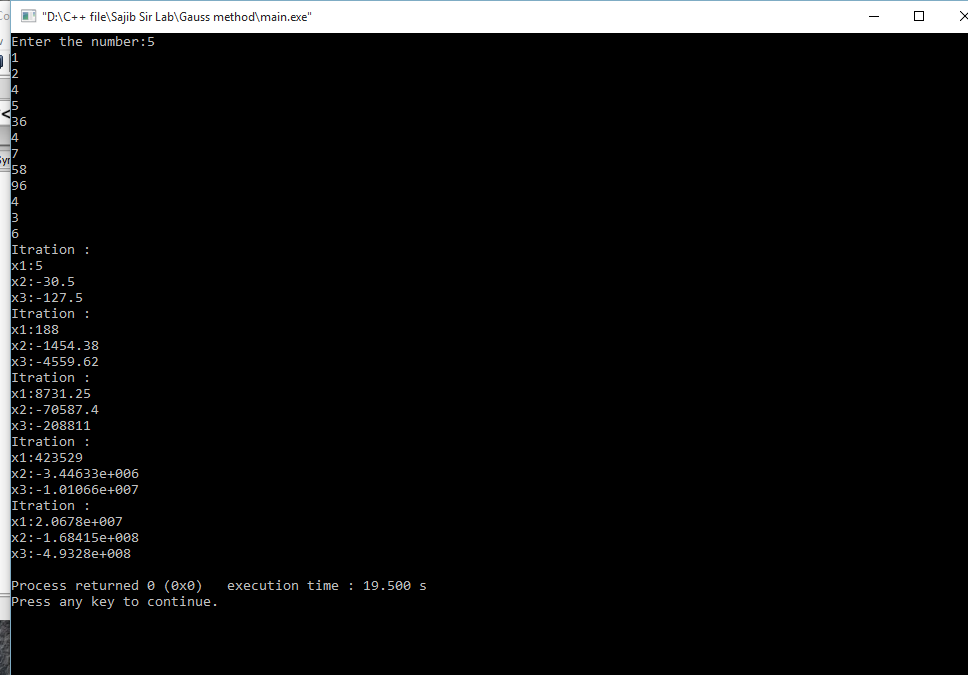 "D:\C++ file\Sajib Sir Lab\Gauss method\main.exe"
Enter the number:5
1
2
4
5
36
4
7
58
96
4
3
6
Itration :
x1:5
x2:-30.5
x3:-127.5
Itration :
x1:188
x2:-1454.38
x3:-4559.62
Itration :
x1:8731.25
x2:-70587.4
x3:-208811
Itration :
x1:423529
x2:-3.44633e+006
x3:-1.01066e+007
Itration :
x1:2.0678e+007
x2:-1.68415e+008
x3:-4.9328e+008
Process returned 0 (0x0)   execution time : 19.500 s
Press any key to continue.